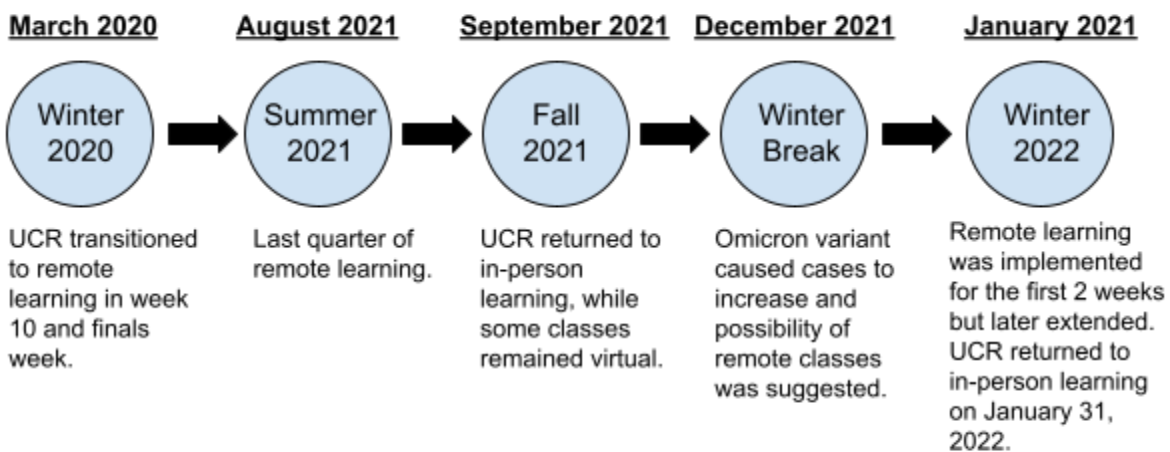 March 2020
August 2021
September 2021
December 2021
January 2021
Winter
2020
Summer
2021
Fall
2021
Winter
Break
Winter
2022
UCR transitioned
to remote
learning in week
10 and finals
week.
Last quarter of
remote learning.
UCR returned to
in-person
learning, while
some classes
remained virtual.
Omicron variant
caused cases to
increase and
possibility of
remote classes
was suggested.
Remote learning
was implemented
for the first 2 weeks
but later extended.
UCR returned to
in-person learning
on January 31,
2022.